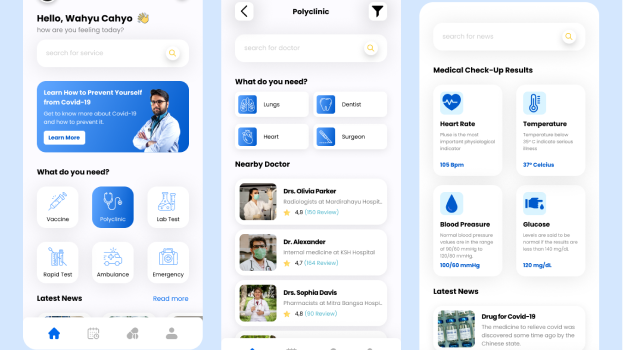 Hello, Wahyu Cahyo 👋
how are you feeling today?
search for service
Learn How to Prevent Yourself
from Covid-19
Get to know more about Covid-19
and how to prevent it.
Learn More
What do you need?
Vaccine
Polyclinic
Lab Test
Rapid Test
Ambulance
Emergency
Latest News
Read more
Polyclinic
search for doctor
What do you need?
Lungs
Dentist
Heart
Surgeon
Nearby Doctor
Drs. Olivia Parker
Radiologists at Mardirahayu Hospit..
4,9 (150 Review)
Dr. Alexander
Internal medicine at KSH Hospital
4,7 (164 Review)
Drs. Sophia Davis
Pharmacists at Mitra Bangsa Hospi..
4,8 (90 Review)
search for news
Medical Check-Up Results
Heart Rate
Pluse is the most
important physiological
indicator
105 Bpm
Temperature
Temperature below
35° C indicate serious
illness
37° Celcius
Blood Preasure
Normal blood pressure
values are in the range
of 90/60 mmHg to
120/80 mmHg.
100/60 mmHg
Glucose
Levels are said to be
normal if the results are
less than 140 mg/dL
120 mg/dL
Latest News
Drug for Covid-19
The medicine to relieve covid was
discovered some time ago by the
Chinese state.